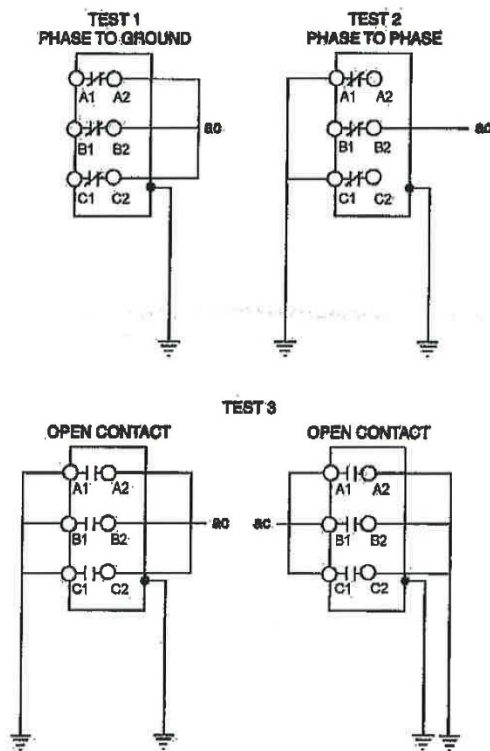 TEST 1
PHASE TO GROUND
A1 A2
B1 B2
C1 C2
ac
TEST 2
PHASE TO PHASE
A1 A2
B1 B2
C1 C2
ac
TEST 3
OPEN CONTACT
A1 A2
B1 B2
C1 C2
ac
OPEN CONTACT
A1 A2
ac
B1 B2
C1 C2